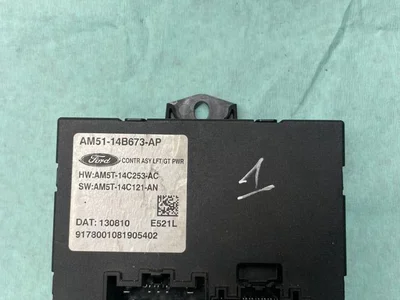 AM51-14B673-AP
Ford CONTR ASY LFT/GT PWR
HW:AM5T-14C253-AC
SW:AM5T-14C121-AN
DAT: 130810 E521L
9178001081905402
1